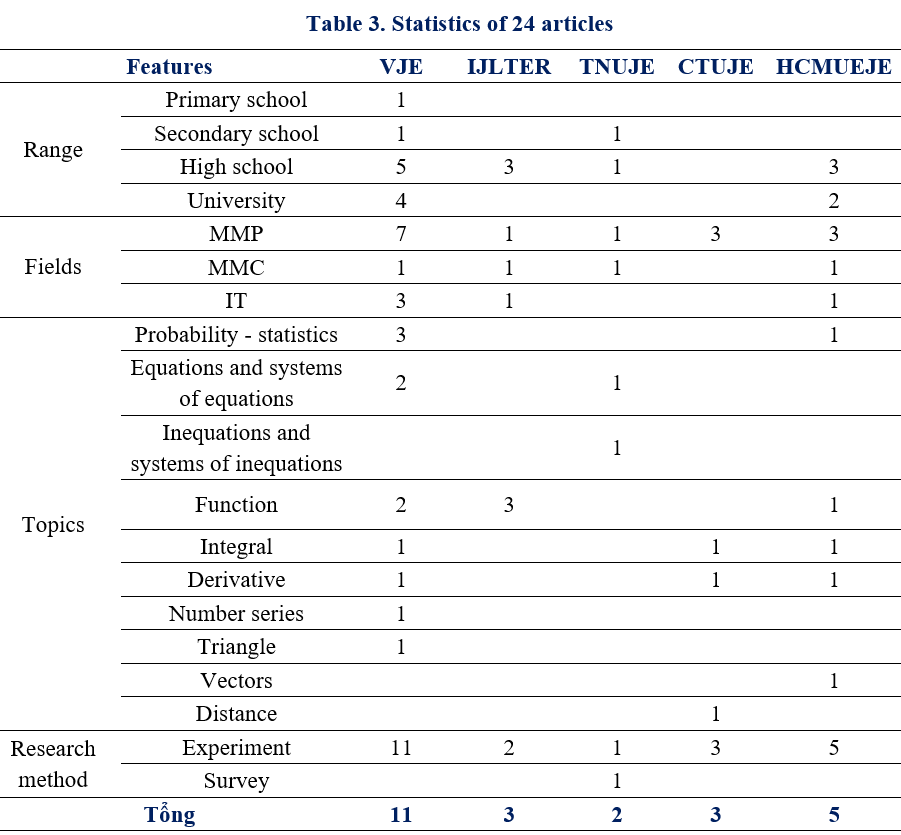 Table 3. Statistics of 24 articles
Features VJE IJLTER TNUJE CTUJE HCMUEJE
Range
Primary school 1
Secondary school 1 1
High school 5 3 1 3
University 4 2
Fields
MMP 7 1 1 3 3
MMC 1 1 1 1
IT 3 1 1
Topics
Probability - statistics 3 1
Equations and systems
of equations 2 1
Inequations and
systems of inequations 1
Function 2 3 1
Integral 1 1 1
Derivative 1 1 1
Number series 1
Triangle 1
Vectors 1
Distance 1
Research
method
Experiment 11 2 1 3 5
Survey 1
Tổng 11 3 2 3 5